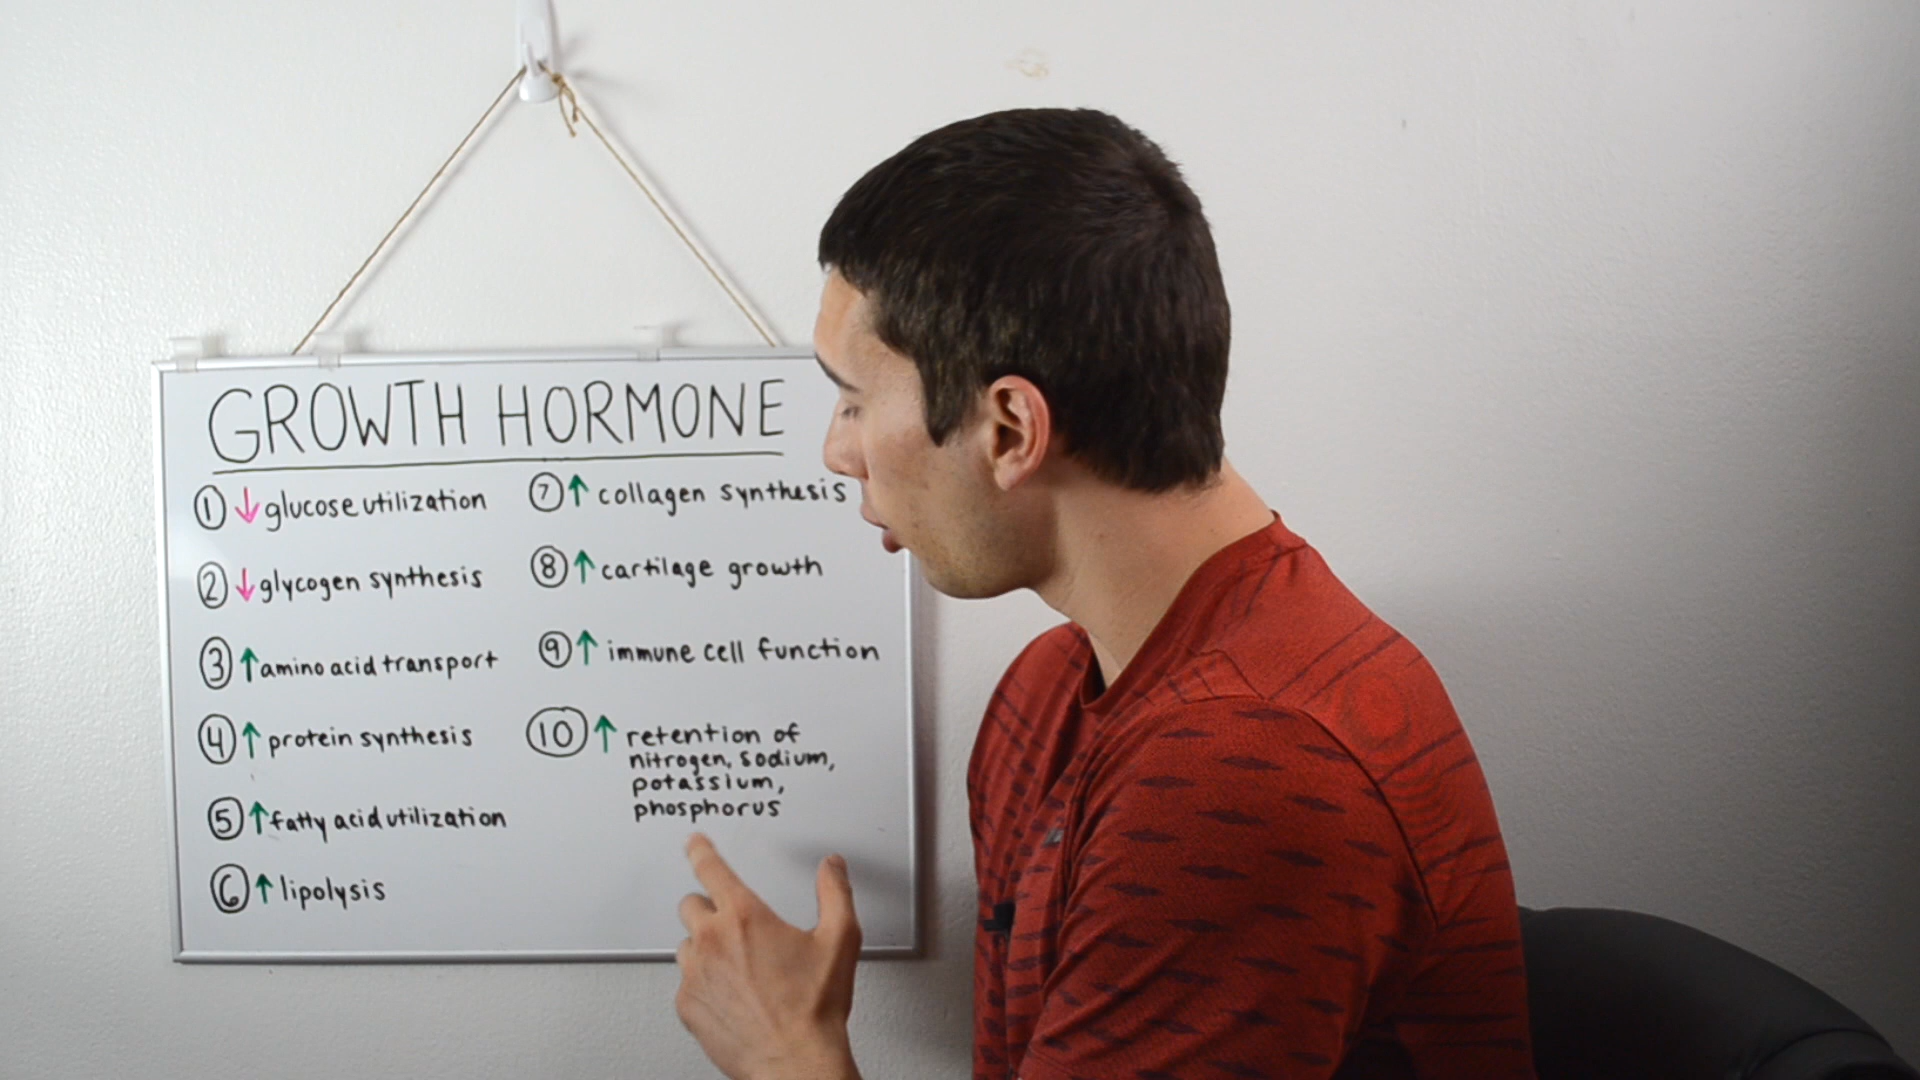 GROWTH HORMONE
① ↓ glucose utilization
② ↓ glycogen synthesis
③ ↑ amino acid transport
④ ↑ protein synthesis
⑤ ↑ fatty acid utilization
⑥ ↑ lipolysis
⑦ ↑ collagen synthesis
⑧ ↑ cartilage growth
⑨ ↑ immune cell function
⑩ ↑ retention of
nitrogen, sodium,
potassium,
phosphorus